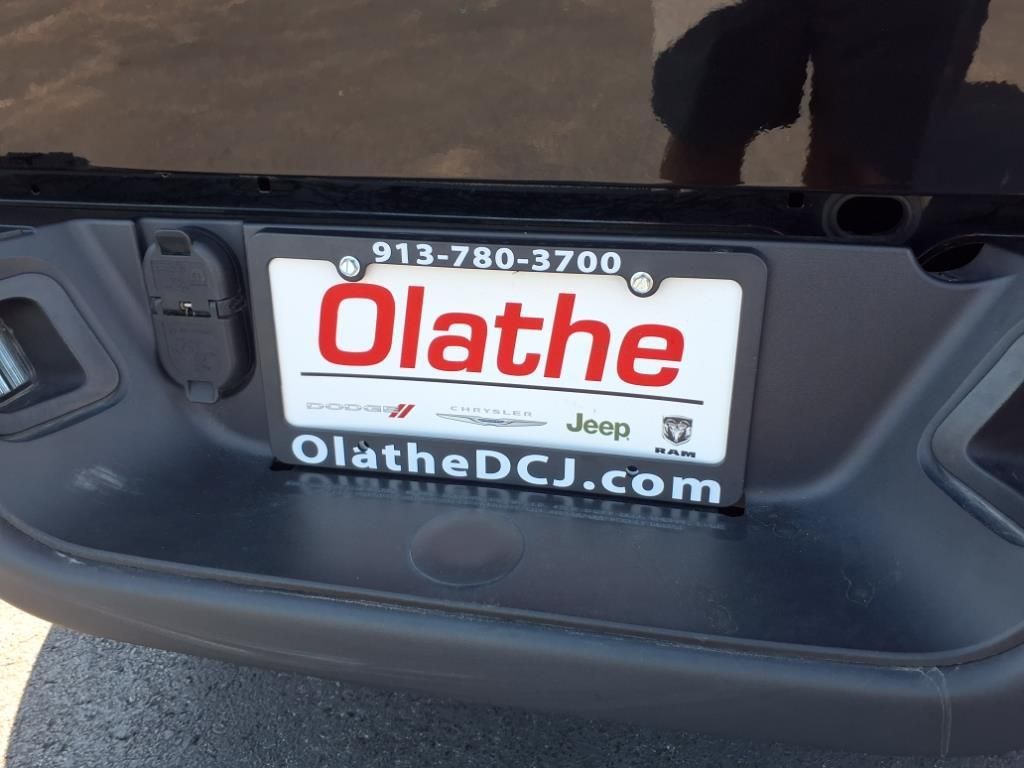 913-780-3700
Olathe
DODGE CHRYSLER Jeep RAM
OlatheDCJ.com